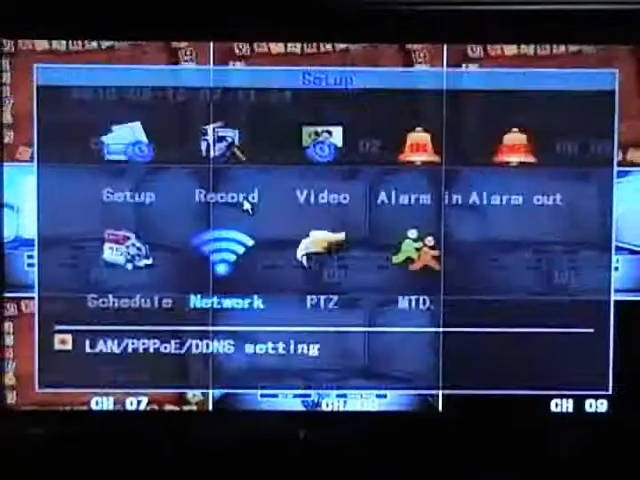 Setup
Setup Record Video Alarm in Alarm out
Schedule Network PTZ MTD.
LAN/PPPoE/DDNS setting
CH 07 CH 09